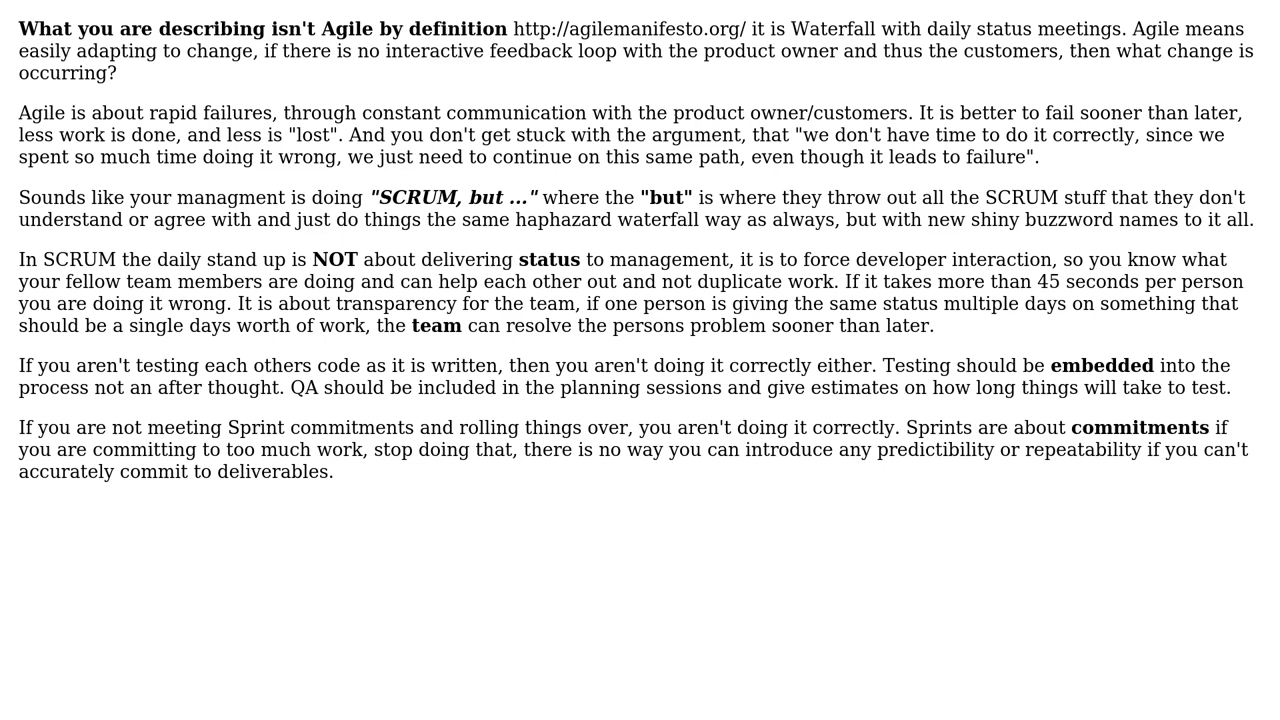 What you are describing isn't Agile by definition http://agilemanifesto.org/ it is Waterfall with daily status meetings. Agile means
easily adapting to change, if there is no interactive feedback loop with the product owner and thus the customers, then what change is
occurring?
Agile is about rapid failures, through constant communication with the product owner/customers. It is better to fail sooner than later,
less work is done, and less is "lost". And you don't get stuck with the argument, that "we don't have time to do it correctly, since we
spent so much time doing it wrong, we just need to continue on this same path, even though it leads to failure".
Sounds like your managment is doing "SCRUM, but ..." where the "but" is where they throw out all the SCRUM stuff that they don't
understand or agree with and just do things the same haphazard waterfall way as always, but with new shiny buzzword names to it all.
In SCRUM the daily stand up is NOT about delivering status to management, it is to force developer interaction, so you know what
your fellow team members are doing and can help each other out and not duplicate work. If it takes more than 45 seconds per person
you are doing it wrong. It is about transparency for the team, if one person is giving the same status multiple days on something that
should be a single days worth of work, the team can resolve the persons problem sooner than later.
If you aren't testing each others code as it is written, then you aren't doing it correctly either. Testing should be embedded into the
process not an after thought. QA should be included in the planning sessions and give estimates on how long things will take to test.
If you are not meeting Sprint commitments and rolling things over, you aren't doing it correctly. Sprints are about commitments if
you are committing to too much work, stop doing that, there is no way you can introduce any predictibility or repeatability if you can't
accurately commit to deliverables.